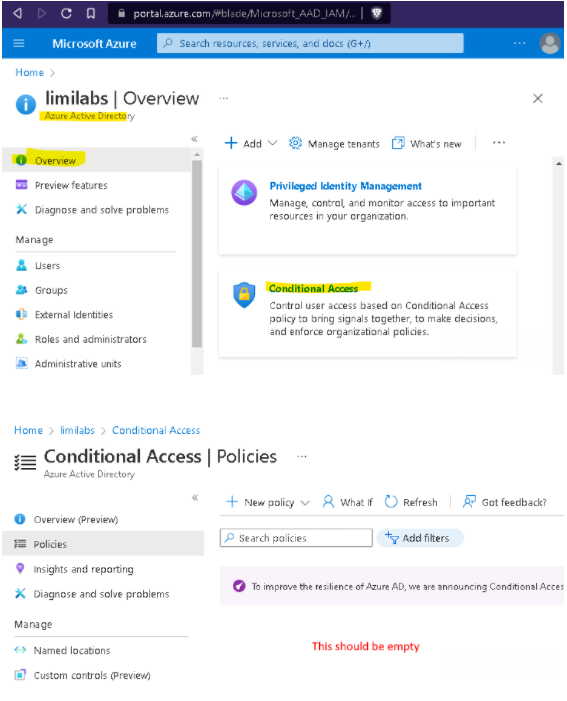 portal.azure.com/#blade/Microsoft_AAD_IAM/...
Microsoft Azure
Search resources, services, and docs (G+/)
Home >
limilabs | Overview
Azure Active Directory
Overview
Preview features
Diagnose and solve problems
Manage
Users
Groups
External Identities
Roles and administrators
Administrative units
+ Add
Manage tenants
What's new
Privileged Identity Management
Manage, control, and monitor access to important
resources in your organization.
Conditional Access
Control user access based on Conditional Access
policy to bring signals together, to make decisions,
and enforce organizational policies.
Home > limilabs > Conditional Access
Conditional Access | Policies
Azure Active Directory
Overview (Preview)
Policies
Insights and reporting
Diagnose and solve problems
Manage
Named locations
Custom controls (Preview)
+ New policy
What If
Refresh
Got feedback?
Search policies
Add filters
To improve the resilience of Azure AD, we are announcing Conditional Acces
This should be empty